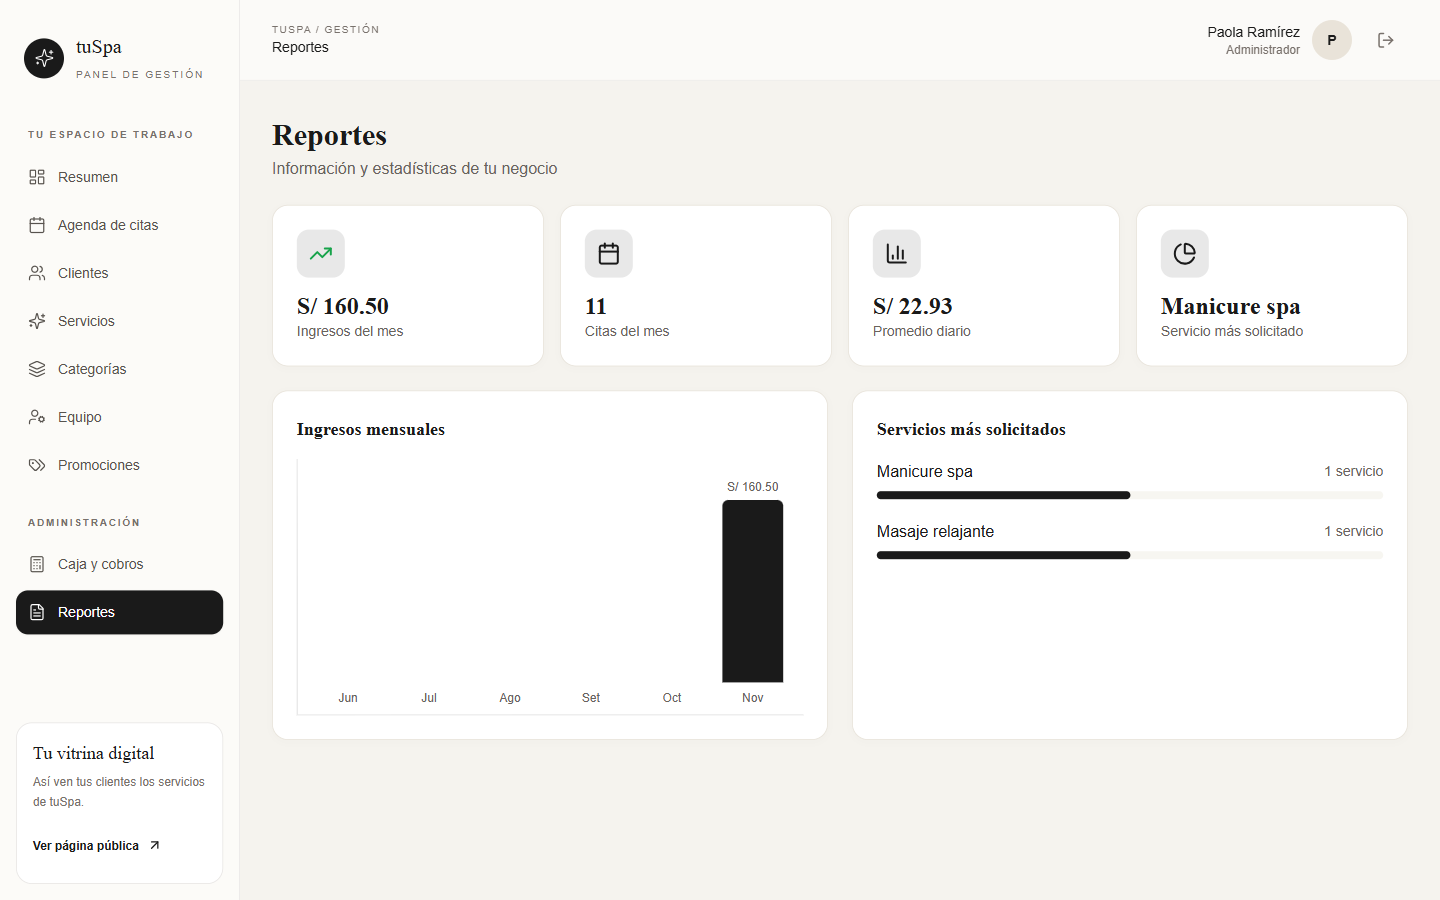 tuSpa
PANEL DE GESTIÓN
TU ESPACIO DE TRABAJO
Resumen
Agenda de citas
Clientes
Servicios
Categorías
Equipo
Promociones
ADMINISTRACIÓN
Caja y cobros
Reportes
Tu vitrina digital
Así ven tus clientes los servicios
de tuSpa.
Ver página pública
TUSPA / GESTIÓN
Reportes
Paola Ramírez
Administrador
P
Reportes
Información y estadísticas de tu negocio
S/ 160.50
Ingresos del mes
11
Citas del mes
S/ 22.93
Promedio diario
Manicure spa
Servicio más solicitado
Ingresos mensuales
S/ 160.50
Jun Jul Ago Set Oct Nov
Servicios más solicitados
Manicure spa 1 servicio
Masaje relajante 1 servicio